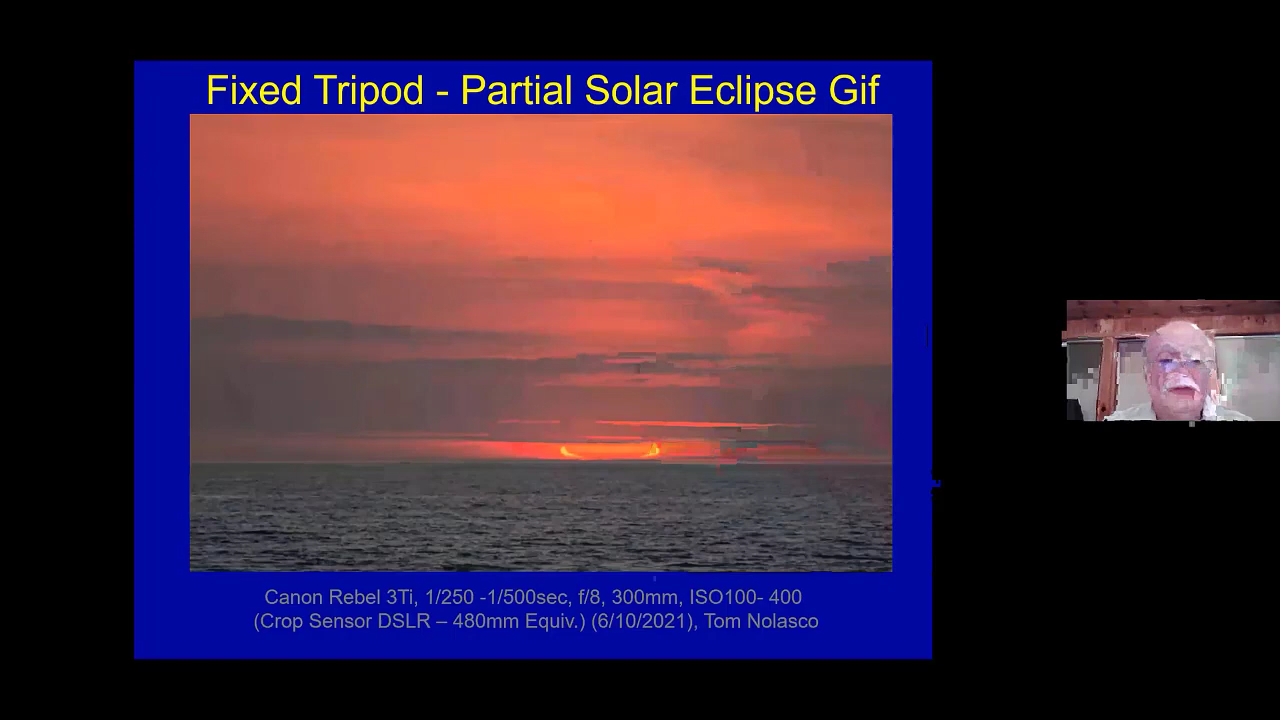 Fixed Tripod - Partial Solar Eclipse Gif
Canon Rebel 3Ti, 1/250 -1/500sec, f/8, 300mm, ISO100- 400
(Crop Sensor DSLR – 480mm Equiv.) (6/10/2021), Tom Nolasco